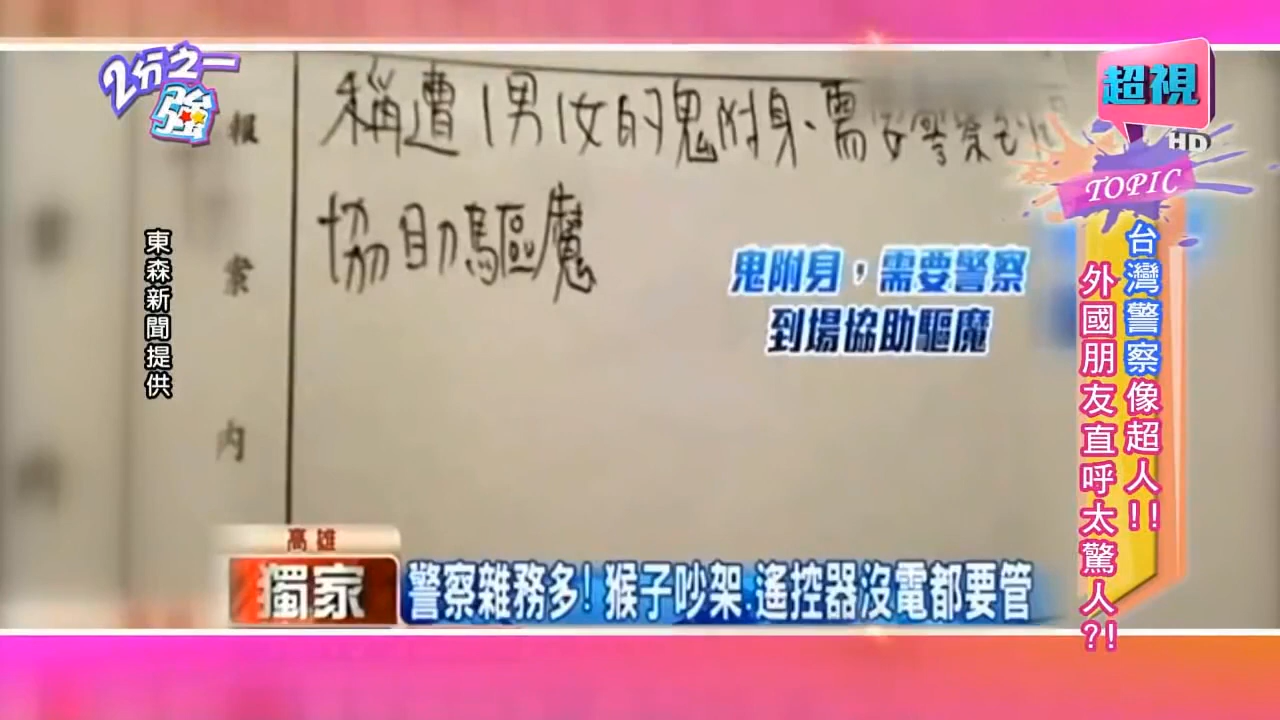 2分之一強
超視
HD
TOPIC
台灣警察像超人!!
外國朋友直呼太驚人?!
東森新聞提供
報案內
稱遭1男1女的鬼附身、需要警察到
協助驅魔
鬼附身，需要警察
到場協助驅魔
高雄
獨家
警察雜務多!猴子吵架.遙控器沒電都要管